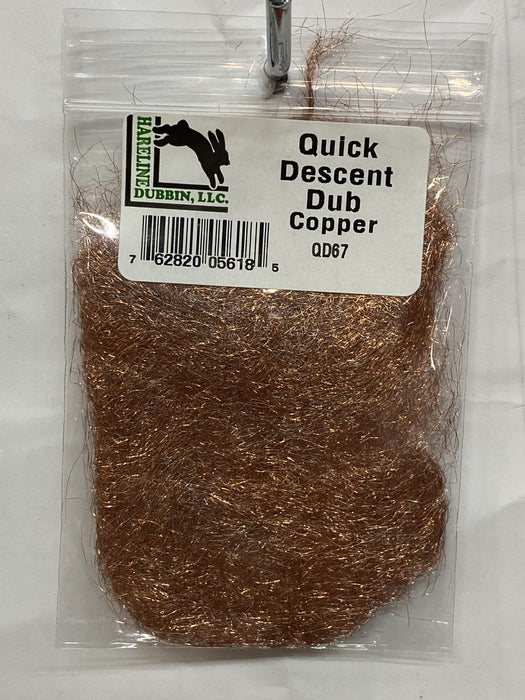 HARELINE
DUBBIN, LLC.
Quick
Descent
Dub
Copper
QD67
7 62820 05618 5